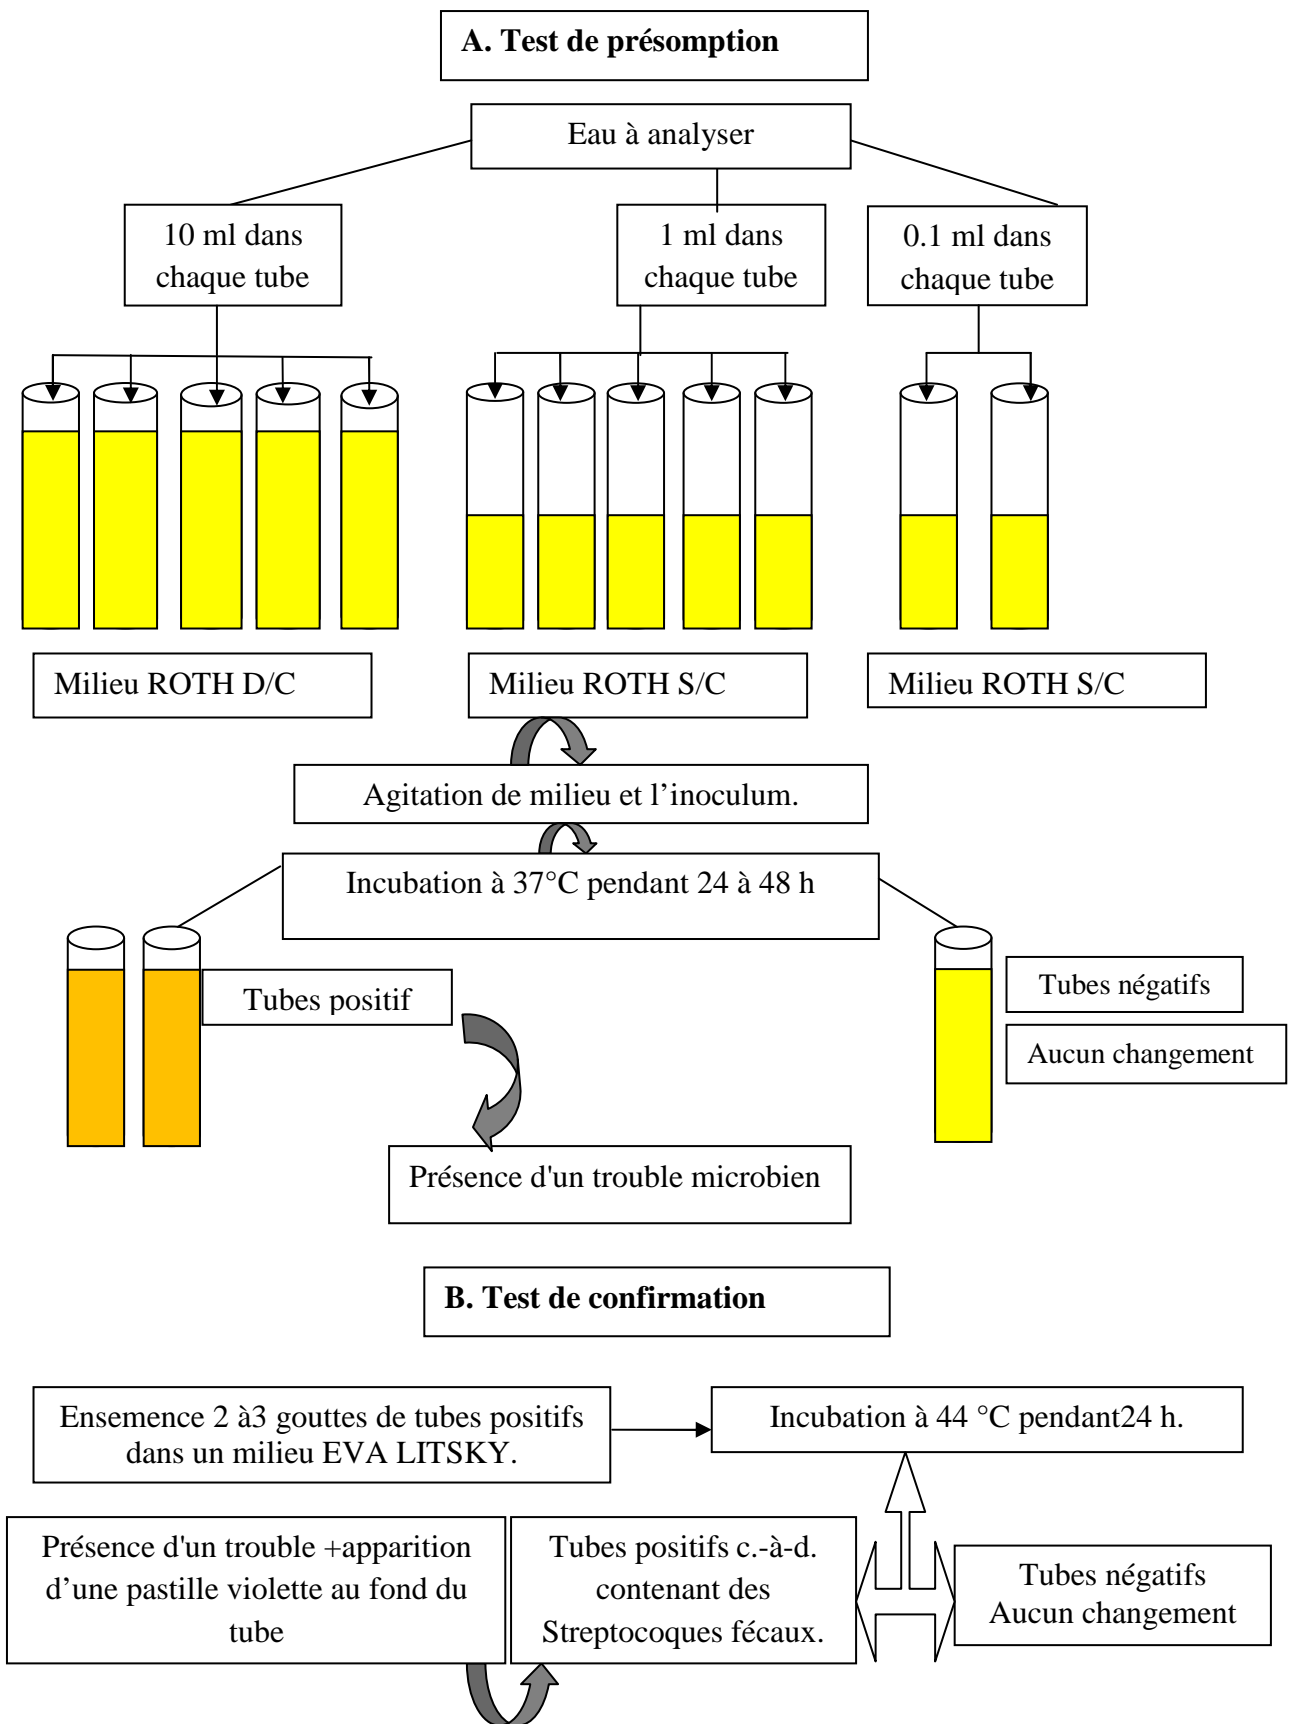 A. Test de présomption
Eau à analyser
10 ml dans
chaque tube
1 ml dans
chaque tube
0.1 ml dans
chaque tube
Milieu ROTH D/C
Milieu ROTH S/C
Milieu ROTH S/C
Agitation de milieu et l’inoculum.
Incubation à 37°C pendant 24 à 48 h
Tubes positif
Tubes négatifs
Aucun changement
Présence d'un trouble microbien
B. Test de confirmation
Ensemence 2 à3 gouttes de tubes positifs
dans un milieu EVA LITSKY.
Incubation à 44 °C pendant24 h.
Présence d'un trouble +apparition
d’une pastille violette au fond du
tube
Tubes positifs c.-à-d.
contenant des
Streptocoques fécaux.
Tubes négatifs
Aucun changement